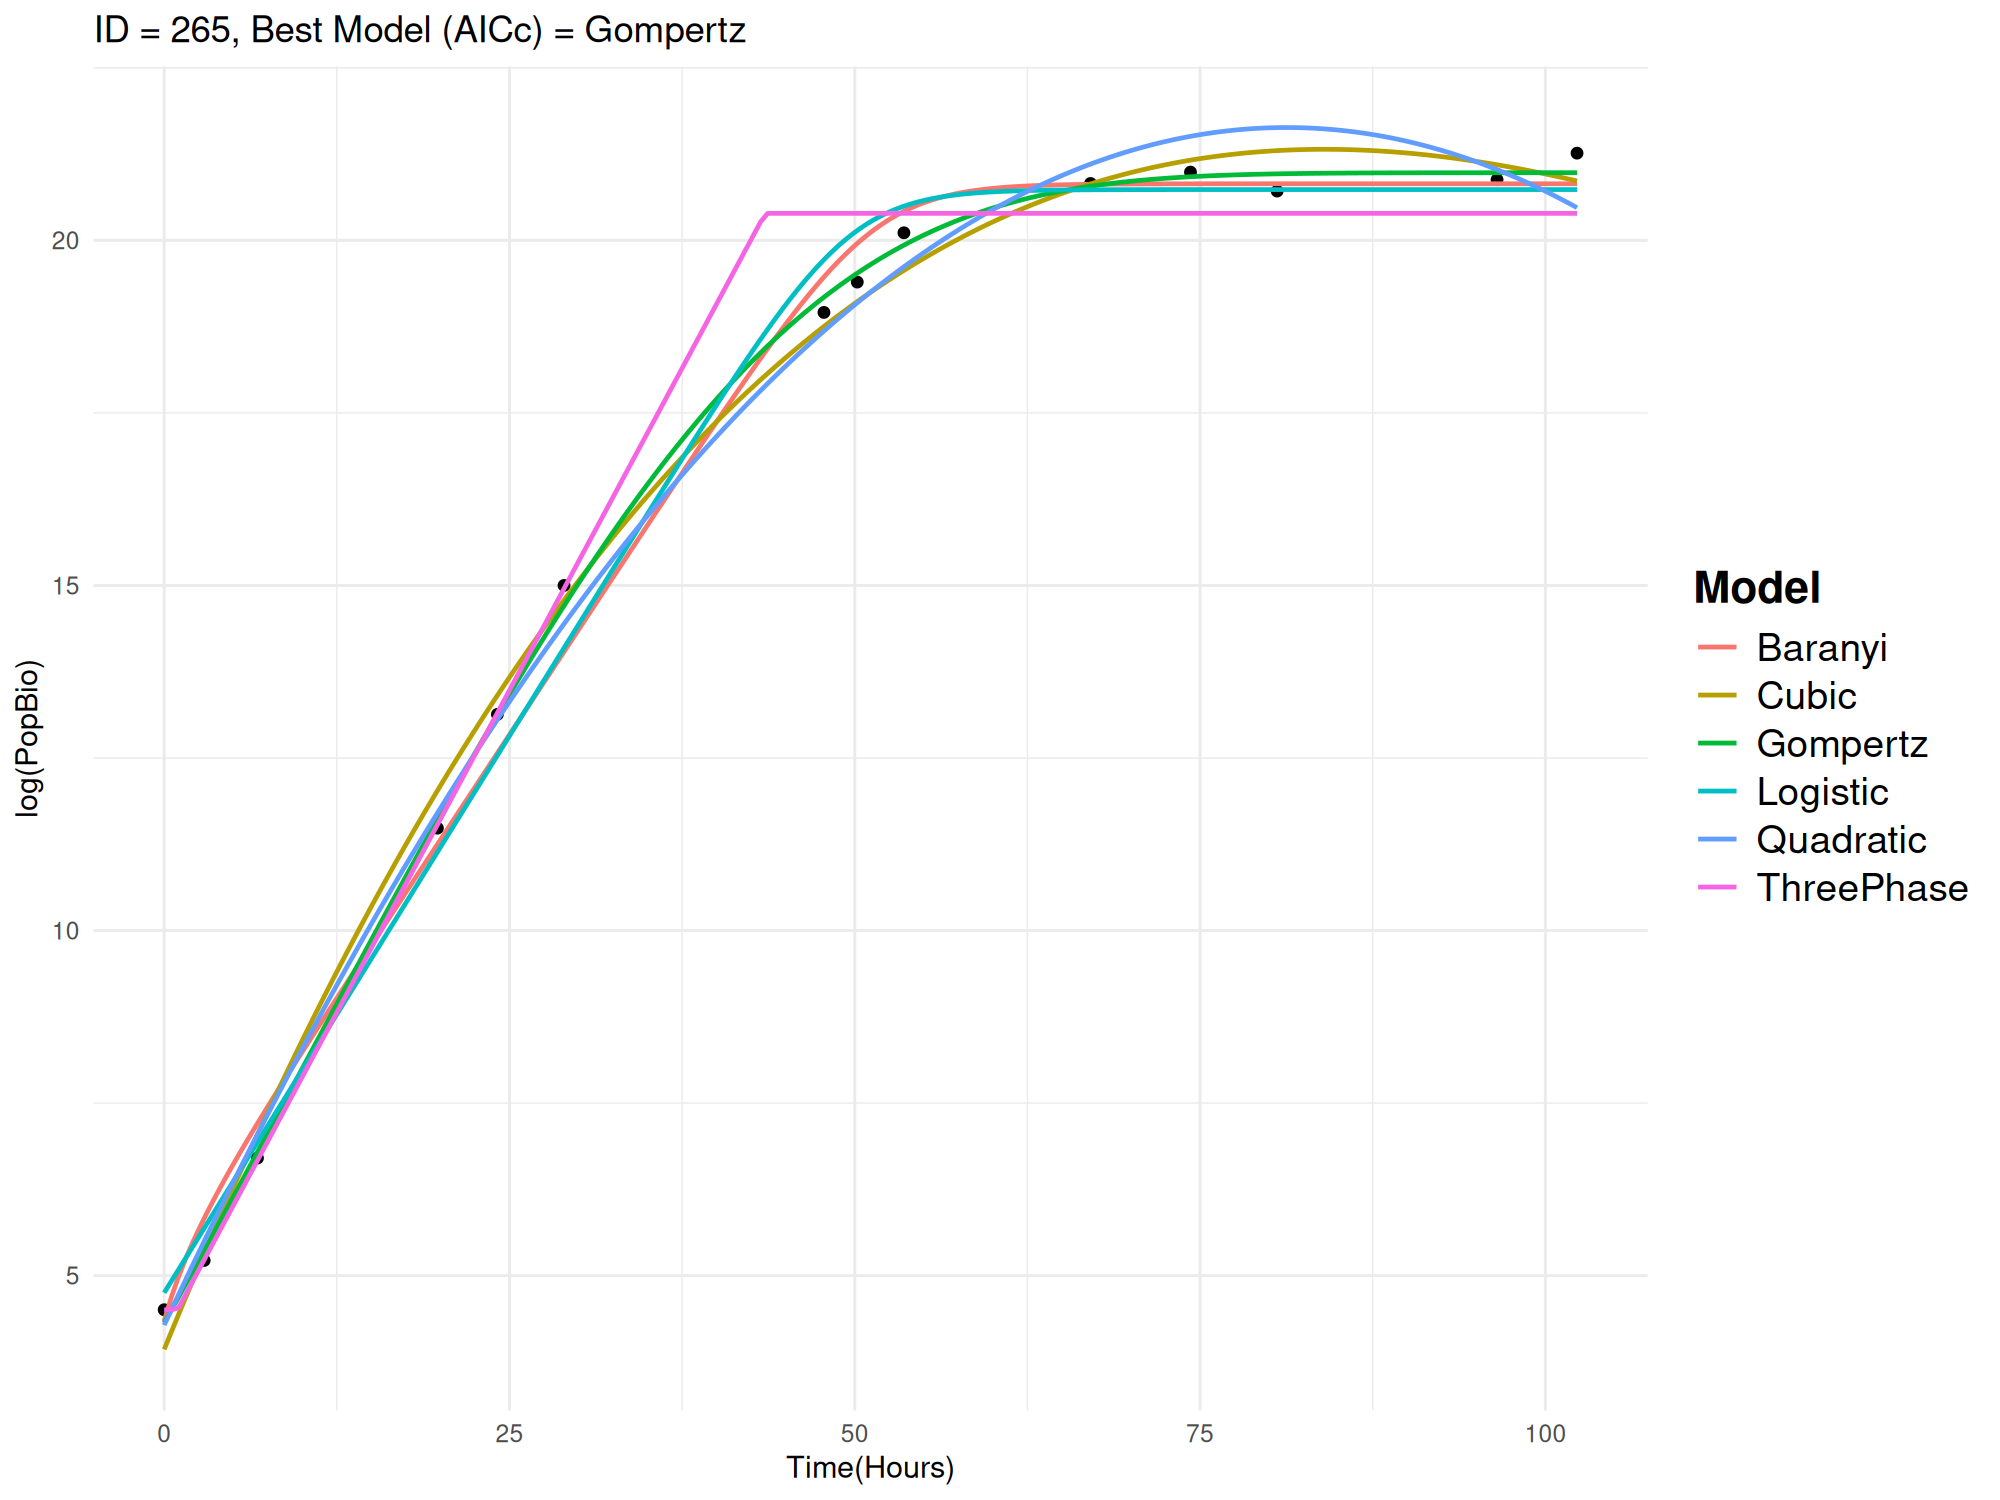 ID = 265, Best Model (AICc) = Gompertz
log(PopBio)
20
15
10
5
0
25
50
75
100
Time(Hours)
Model
Baranyi
Cubic
Gompertz
Logistic
Quadratic
ThreePhase